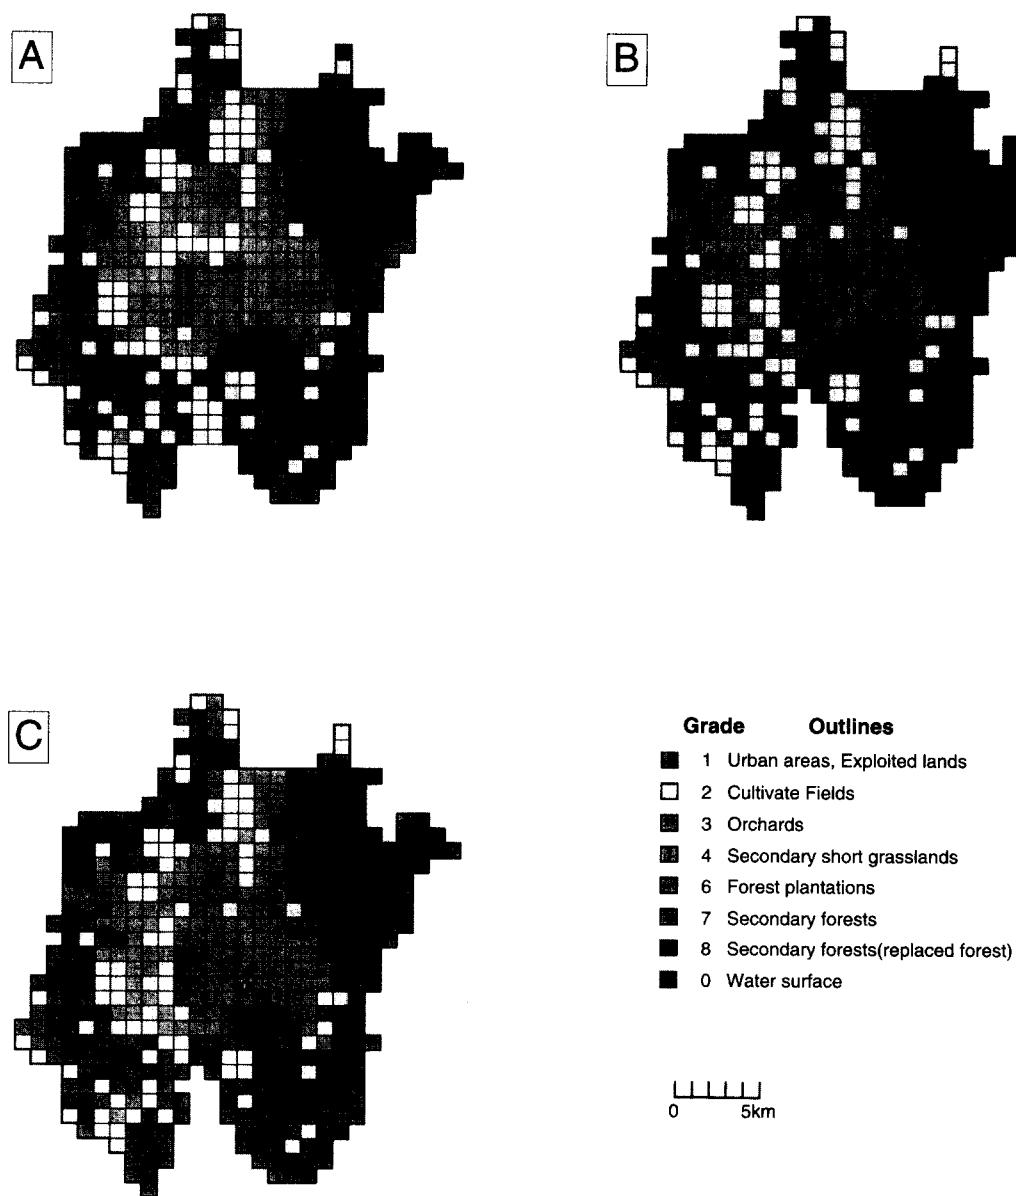 A
B
C
Grade Outlines
1 Urban areas, Exploited lands
2 Cultivate Fields
3 Orchards
4 Secondary short grasslands
6 Forest plantations
7 Secondary forests
8 Secondary forests(replaced forest)
0 Water surface
0 5km